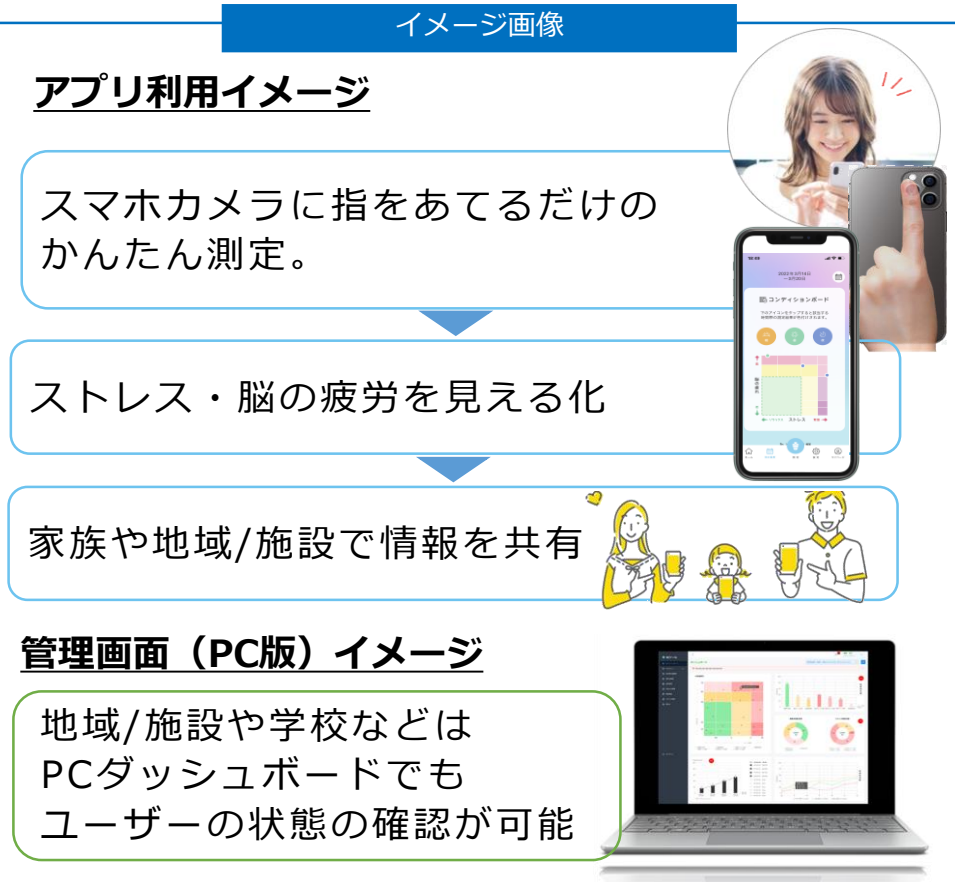 イメージ画像
アプリ利用イメージ
スマホカメラに指をあてるだけの
かんたん測定。
コンディションボード
ストレス
ストレス・脳の疲労を見える化
家族や地域/施設で情報を共有
管理画面（PC版）イメージ
地域/施設や学校などは
PCダッシュボードでも
ユーザーの状態の確認が可能